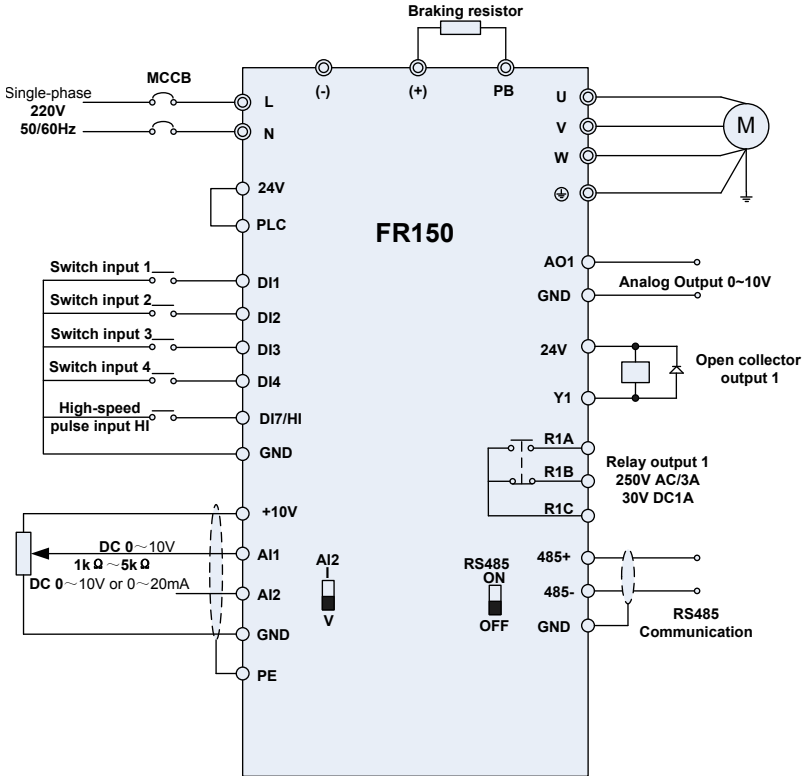 Braking resistor
MCCB
Single-phase
220V
50/60Hz
L
N
(-)
(+)
PB
U
V
W
M
24V
PLC
FR150
Switch input 1
DI1
Switch input 2
DI2
Switch input 3
DI3
Switch input 4
DI4
High-speed
pulse input HI
DI7/HI
GND
AO1
Analog Output 0~10V
GND
24V
Open collector
output 1
Y1
R1A
R1B
R1C
Relay output 1
250V AC/3A
30V DC1A
+10V
DC 0～10V
AI1
1kΩ～5kΩ
DC 0～10V or 0～20mA
AI2
GND
PE
AI2
I
V
RS485
ON
OFF
485+
485-
GND
RS485
Communication